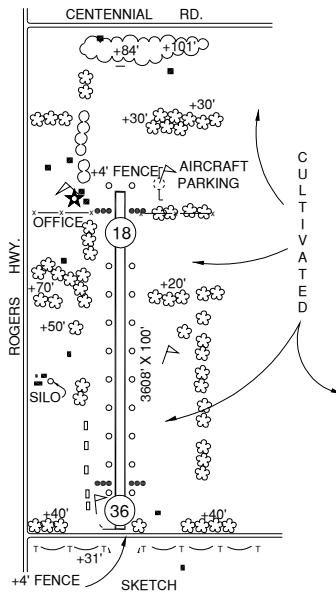 CENTENNIAL RD.
+84' +101'
+30' +30'
+4' FENCE AIRCRAFT
PARKING
x x x x
OFFICE
18
CULTIVATED
ROGERS HWY.
+70' +20'
+50'
3608' X 100'
SILO
36
+40' +40'
T T T T T T T
+31'
+4' FENCE SKETCH